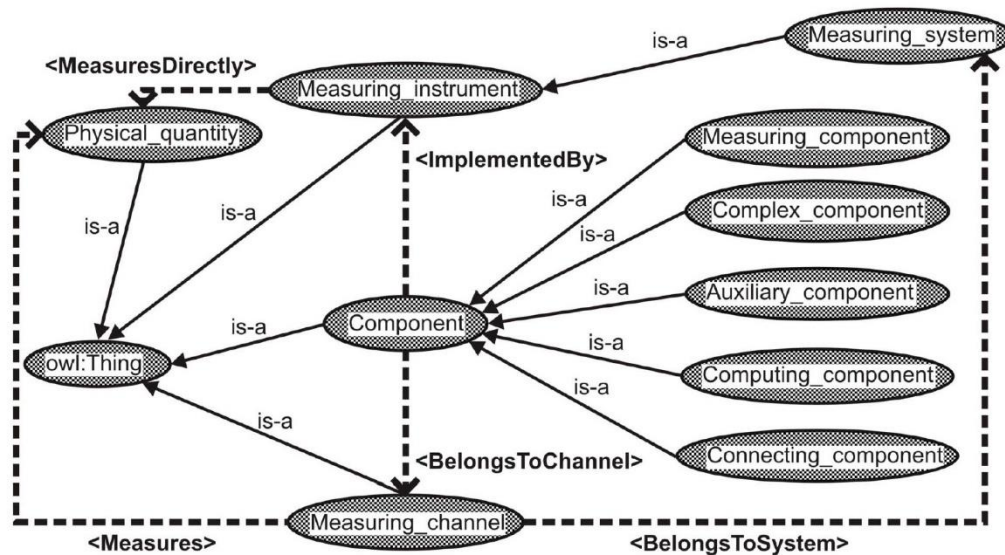 Measuring_system
is-a
<MeasuresDirectly>
Measuring_instrument
Physical_quantity
Measuring_component
<ImplementedBy>
is-a
is-a
Complex_component
is-a
is-a
is-a
Auxiliary_component
is-a
Component
is-a
owl:Thing
is-a
Computing_component
is-a
is-a
<BelongsToChannel>
Connecting_component
Measuring_channel
<Measures>
<BelongsToSystem>